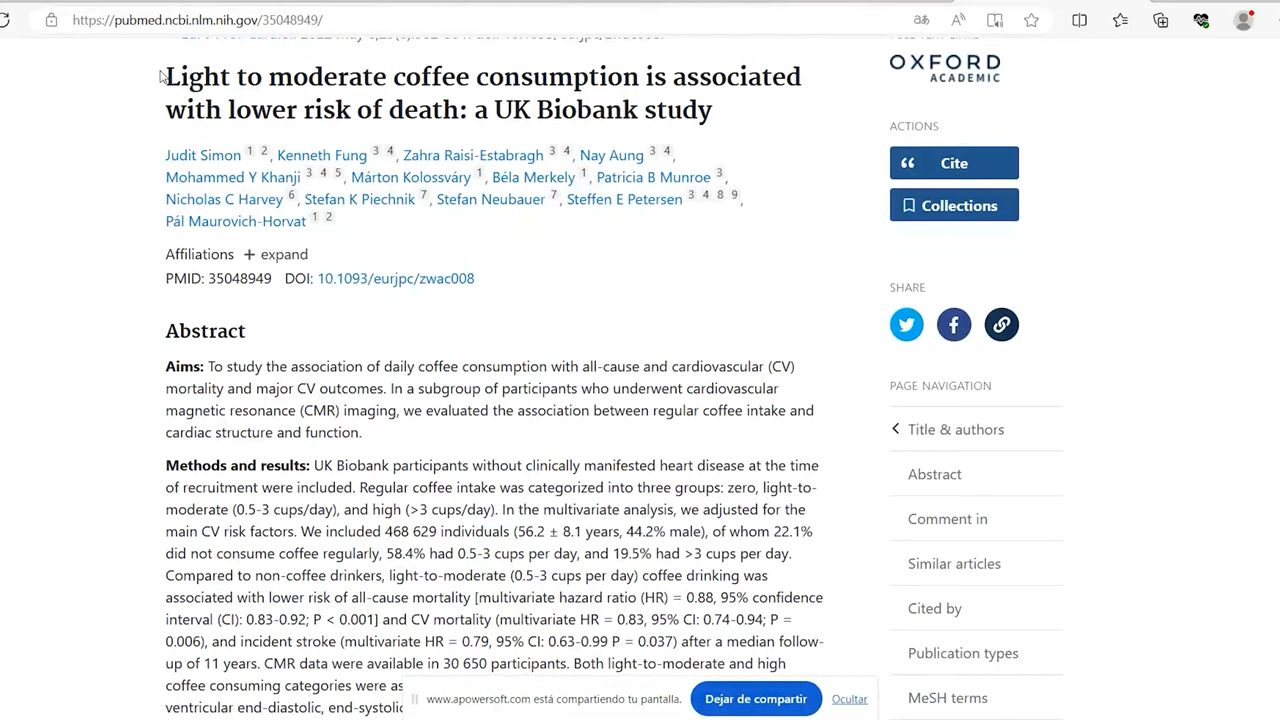 https://pubmed.ncbi.nlm.nih.gov/35048949/
OXFORD
ACADEMIC
Light to moderate coffee consumption is associated
with lower risk of death: a UK Biobank study
Judit Simon 1 2, Kenneth Fung 3 4, Zahra Raisi-Estabragh 3 4, Nay Aung 3 4,
Mohammed Y Khanji 3 4 5, Márton Kolossváry 1, Béla Merkely 1, Patricia B Munroe 3,
Nicholas C Harvey 6, Stefan K Piechnik 7, Stefan Neubauer 7, Steffen E Petersen 3 4 8 9,
Pál Maurovich-Horvat 1 2
Affiliations + expand
PMID: 35048949 DOI: 10.1093/eurjpc/zwac008
Abstract
Aims: To study the association of daily coffee consumption with all-cause and cardiovascular (CV)
mortality and major CV outcomes. In a subgroup of participants who underwent cardiovascular
magnetic resonance (CMR) imaging, we evaluated the association between regular coffee intake and
cardiac structure and function.
Methods and results: UK Biobank participants without clinically manifested heart disease at the time
of recruitment were included. Regular coffee intake was categorized into three groups: zero, light-to-
moderate (0.5-3 cups/day), and high (>3 cups/day). In the multivariate analysis, we adjusted for the
main CV risk factors. We included 468 629 individuals (56.2 ± 8.1 years, 44.2% male), of whom 22.1%
did not consume coffee regularly, 58.4% had 0.5-3 cups per day, and 19.5% had >3 cups per day.
Compared to non-coffee drinkers, light-to-moderate (0.5-3 cups per day) coffee drinking was
associated with lower risk of all-cause mortality [multivariate hazard ratio (HR) = 0.88, 95% confidence
interval (CI): 0.83-0.92; P < 0.001] and CV mortality (multivariate HR = 0.83, 95% CI: 0.74-0.94; P =
0.006), and incident stroke (multivariate HR = 0.79, 95% CI: 0.63-0.99 P = 0.037) after a median follow-
up of 11 years. CMR data were available in 30 650 participants. Both light-to-moderate and high
coffee consuming categories were as
ventricular end-diastolic, end-systolic
ACTIONS
Cite
Collections
SHARE
PAGE NAVIGATION
Title & authors
Abstract
Comment in
Similar articles
Cited by
Publication types
MeSH terms
www.apowersoft.com está compartiendo tu pantalla.
Dejar de compartir
Ocultar